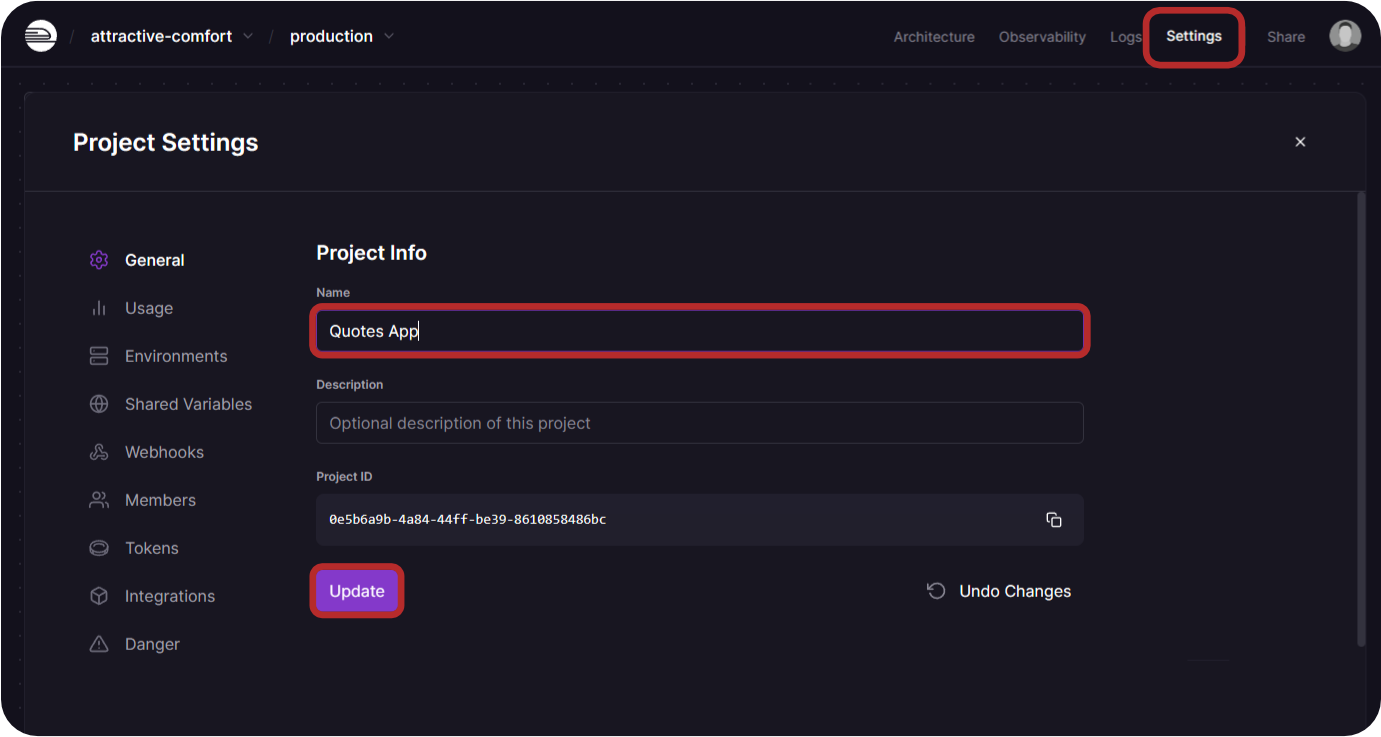 / attractive-comfort / production Architecture Observability Logs Settings Share
Project Settings
General
Usage
Environments
Shared Variables
Webhooks
Members
Tokens
Integrations
Danger
Project Info
Name
Quotes App
Description
Optional description of this project
Project ID
0e5b6a9b-4a84-44ff-be39-8610858486bc
Update Undo Changes